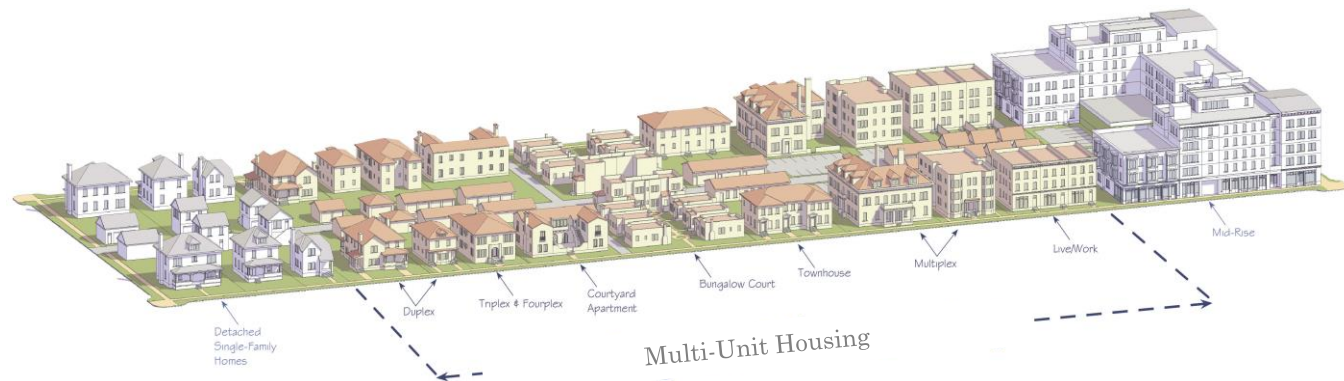 Detached
Single-Family
Homes
Duplex
Triplex & Fourplex
Courtyard
Apartment
Bungalow Court
Townhouse
Multiplex
Live/Work
Mid-Rise
Multi-Unit Housing